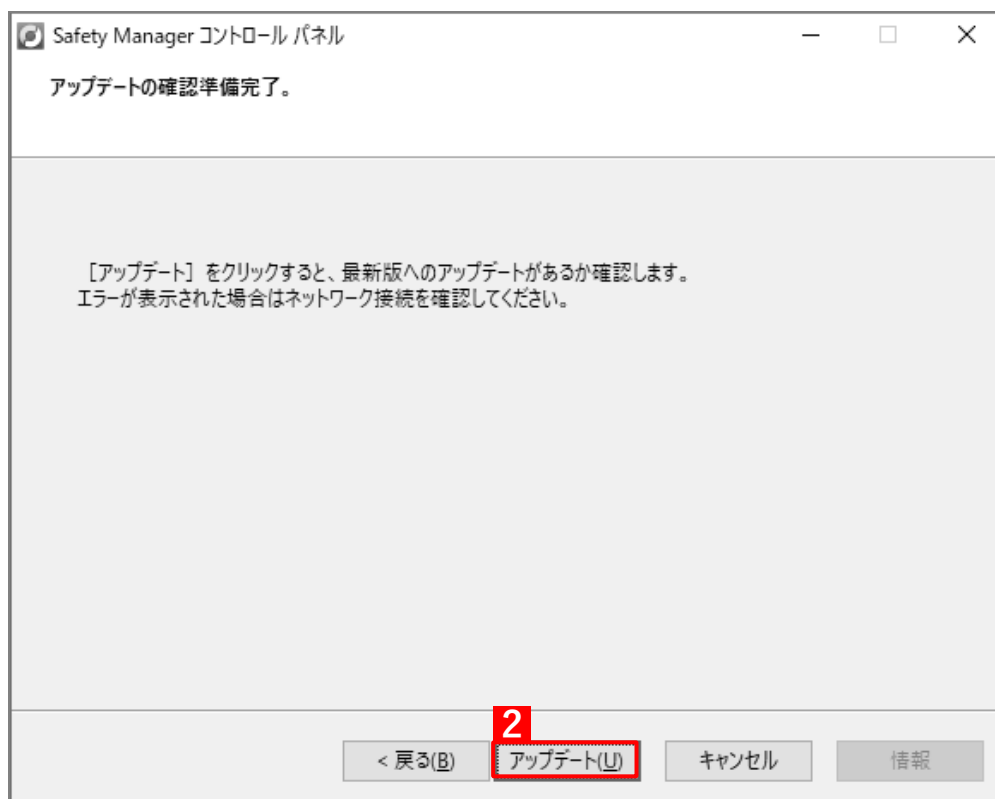 Safety Manager コントロール パネル
アップデートの確認準備完了。
［アップデート］をクリックすると、最新版へのアップデートがあるか確認します。
エラーが表示された場合はネットワーク接続を確認してください。
2
< 戻る(B) アップデート(U) キャンセル 情報